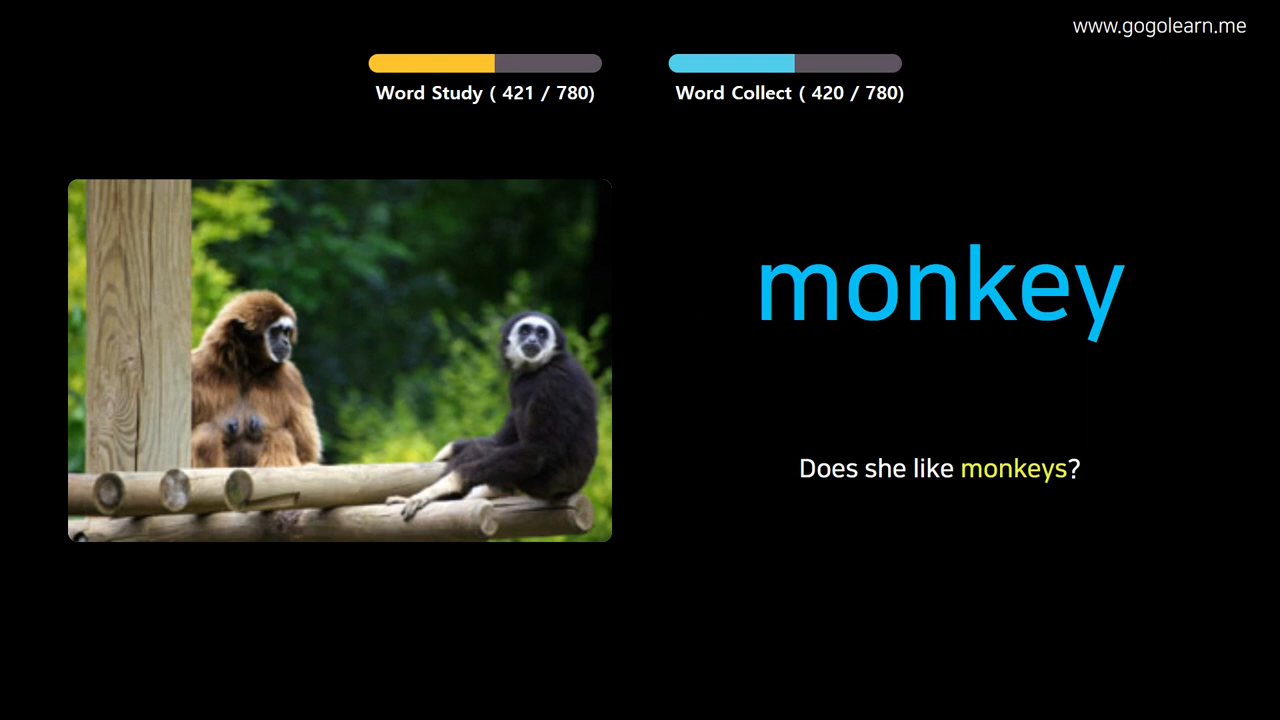 www.gogolearn.me
Word Study ( 421 / 780)
Word Collect ( 420 / 780)
monkey
Does she like monkeys?